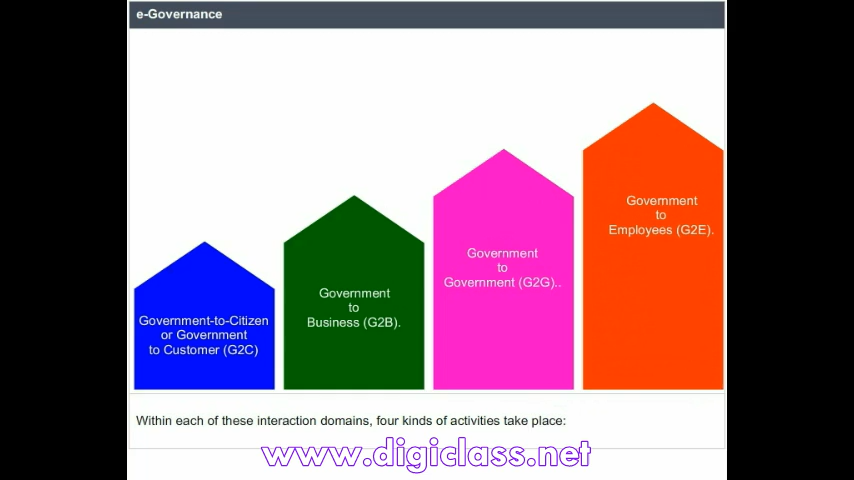 e-Governance
Government-to-Citizen
or Government
to Customer (G2C)
Government
to
Business (G2B).
Government
to
Government (G2G)..
Government
to
Employees (G2E).
Within each of these interaction domains, four kinds of activities take place:
www.digiclass.net